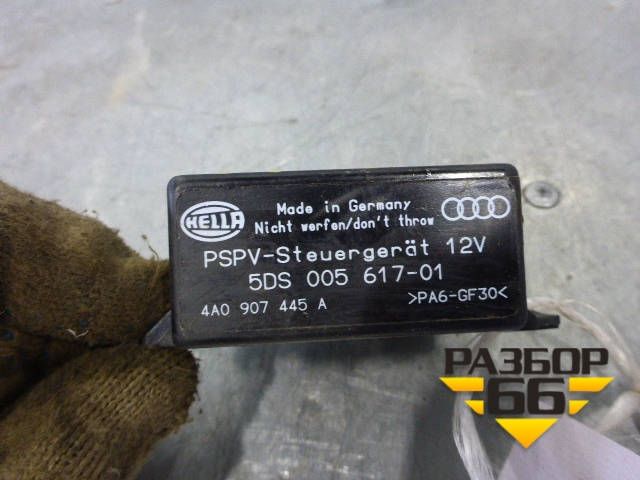 HELLA
Made in Germany
Nicht werfen/don't throw
PSPV-Steuergerät 12V
5DS 005 617-01
4A0 907 445 A
>PA6-GF30<
РАЗБОР
66